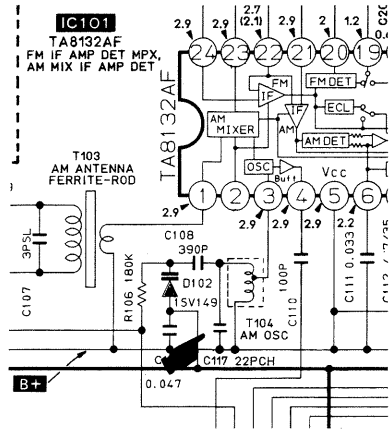 IC101
TA8132AF
FM IF AMP DET MPX,
AM MIX IF AMP DET
2.9 2.9 2.7 (2.1) 2.9 2 1.2
24 23 22 21 20 19
TA8132AF
FM
IF
FM DET
IF
AM
ECL
AM MIXER
AM DET
OSC
Buff
Vcc
1 2 3 4 5 6
2.9 2.9 2.9 2.9 2.2
T103
AM ANTENNA
FERRITE-ROD
3PSL
C107
C108
390P
R106 180K
D102
1SV149
T104
AM OSC
100P
C110
C111 0.033
C117 22PCH
0.047
B+